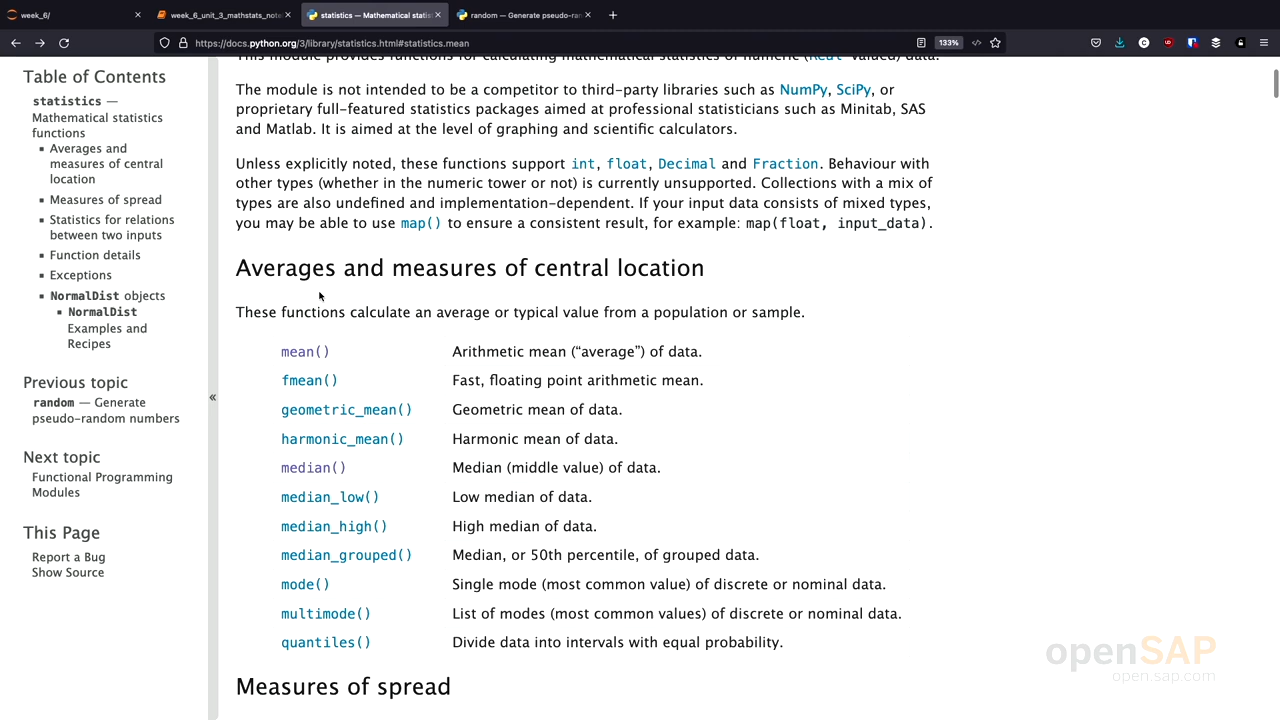 week_6/
week_6_unit_3_mathstats_note
statistics — Mathematical statis
random — Generate pseudo-ran
https://docs.python.org/3/library/statistics.html#statistics.mean
133%
Table of Contents
statistics —
Mathematical statistics
functions
Averages and
measures of central
location
Measures of spread
Statistics for relations
between two inputs
Function details
Exceptions
NormalDist objects
NormalDist
Examples and
Recipes
Previous topic
random — Generate
pseudo-random numbers
Next topic
Functional Programming
Modules
This Page
Report a Bug
Show Source
«
This module provides functions for calculating mathematical statistics of numeric (Real-valued) data.
The module is not intended to be a competitor to third-party libraries such as NumPy, SciPy, or
proprietary full-featured statistics packages aimed at professional statisticians such as Minitab, SAS
and Matlab. It is aimed at the level of graphing and scientific calculators.
Unless explicitly noted, these functions support int, float, Decimal and Fraction. Behaviour with
other types (whether in the numeric tower or not) is currently unsupported. Collections with a mix of
types are also undefined and implementation-dependent. If your input data consists of mixed types,
you may be able to use map() to ensure a consistent result, for example: map(float, input_data).
Averages and measures of central location
These functions calculate an average or typical value from a population or sample.
mean() Arithmetic mean (“average”) of data.
fmean() Fast, floating point arithmetic mean.
geometric_mean() Geometric mean of data.
harmonic_mean() Harmonic mean of data.
median() Median (middle value) of data.
median_low() Low median of data.
median_high() High median of data.
median_grouped() Median, or 50th percentile, of grouped data.
mode() Single mode (most common value) of discrete or nominal data.
multimode() List of modes (most common values) of discrete or nominal data.
quantiles() Divide data into intervals with equal probability.
Measures of spread
openSAP
open.sap.com